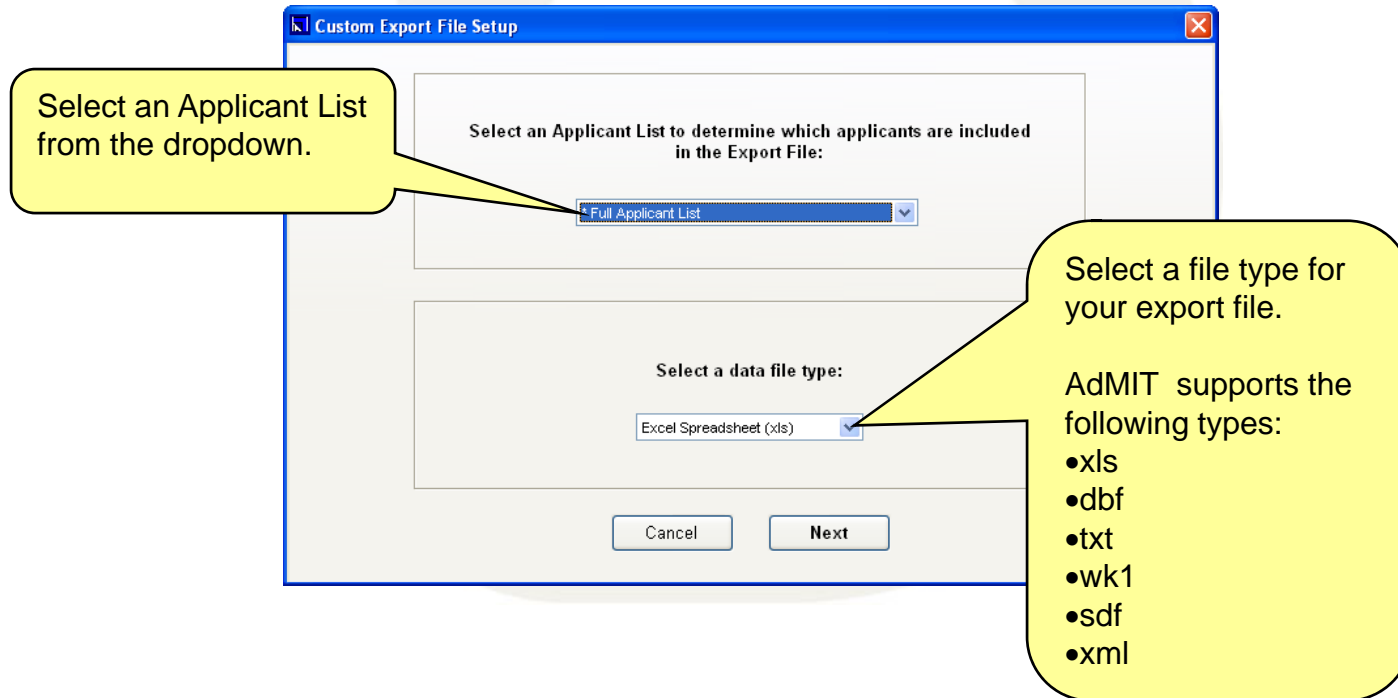 Custom Export File Setup
Select an Applicant List
from the dropdown.
Select an Applicant List to determine which applicants are included
in the Export File:
* Full Applicant List
Select a file type for
your export file.
AdMIT  supports the
following types:
•xls
•dbf
•txt
•wk1
•sdf
•xml
Select a data file type:
Excel Spreadsheet (xls)
Cancel
Next